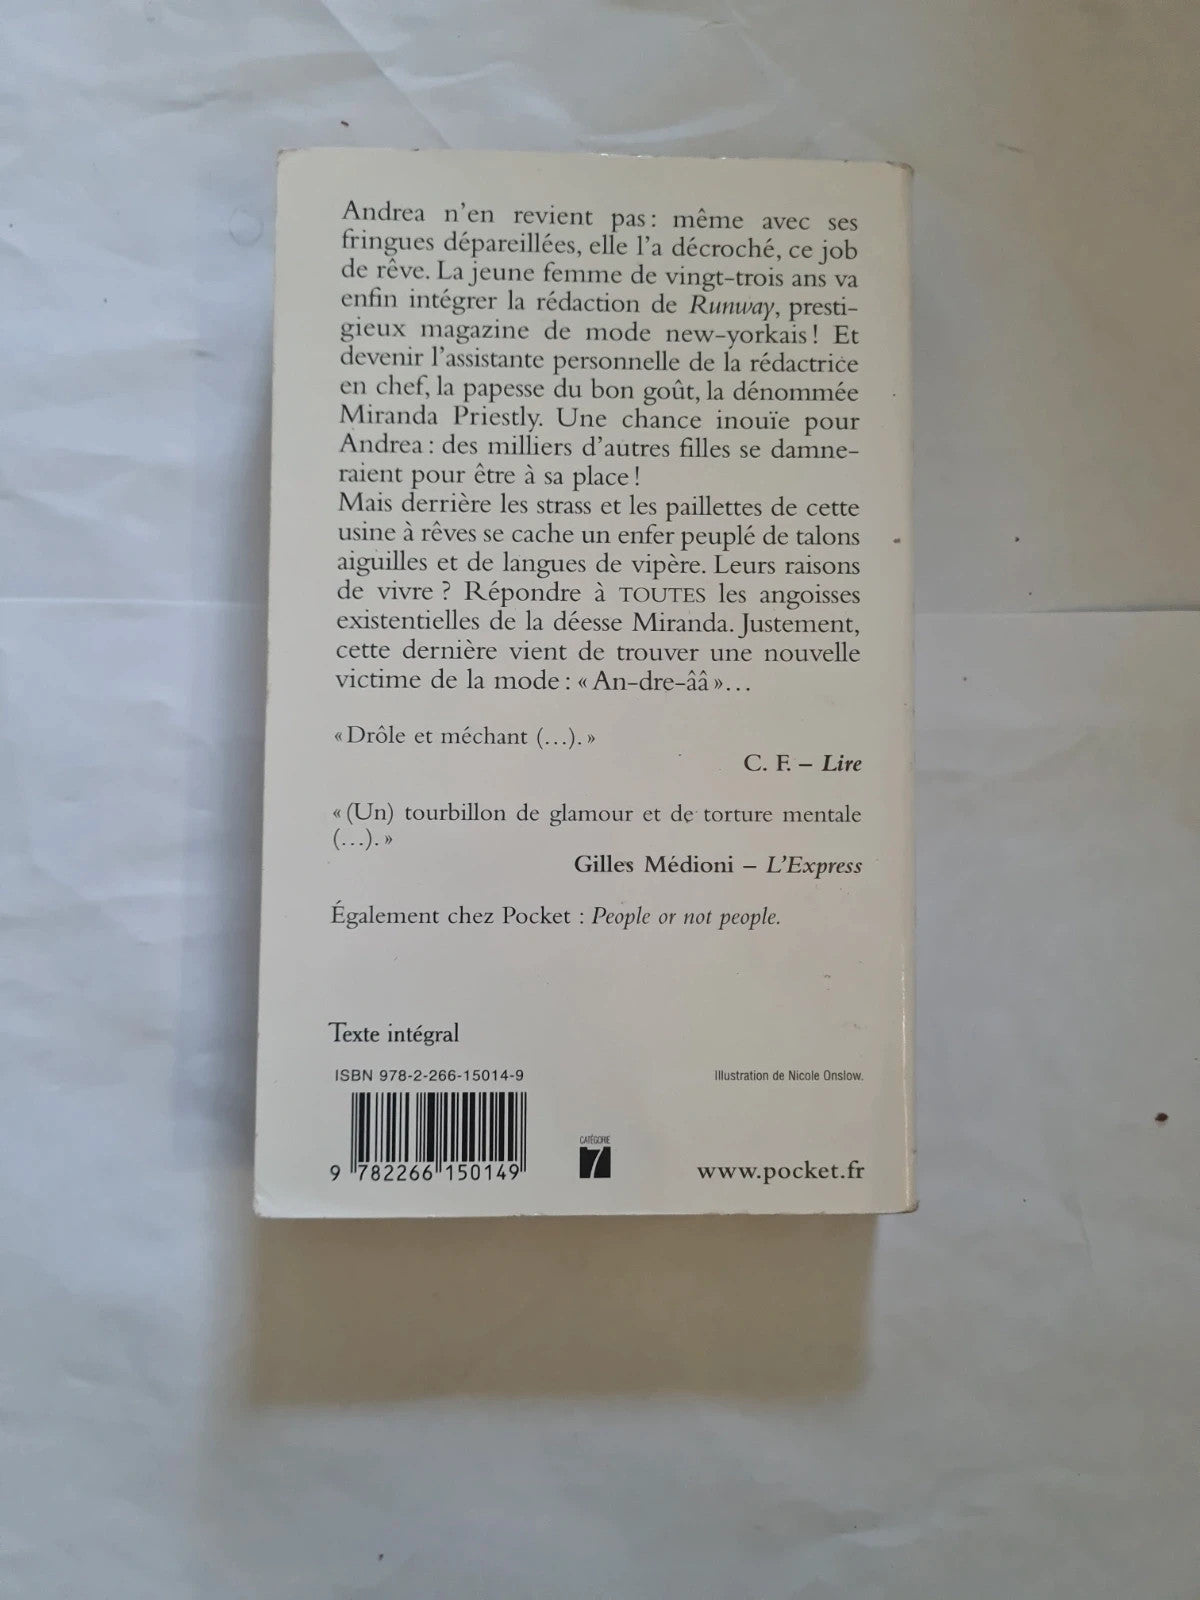 Andrea n'en revient pas : même avec ses
fringues dépareillées, elle l'a décroché, ce job
de rêve. La jeune femme de vingt-trois ans va
enfin intégrer la rédaction de Runway, presti-
gieux magazine de mode new-yorkais ! Et
devenir l'assistante personnelle de la rédactrice
en chef, la papesse du bon goût, la dénommée
Miranda Priestly. Une chance inouïe pour
Andrea : des milliers d'autres filles se damne-
raient pour être à sa place !
Mais derrière les strass et les paillettes de cette
usine à rêves se cache un enfer peuplé de talons
aiguilles et de langues de vipère. Leurs raisons
de vivre ? Répondre à TOUTES les angoisses
existentielles de la déesse Miranda. Justement,
cette dernière vient de trouver une nouvelle
victime de la mode : « An-dre-ââ »...
« Drôle et méchant (...). »
C. F. – Lire
« (Un) tourbillon de glamour et de torture mentale
(...). »
Gilles Médioni – L'Express
Également chez Pocket : People or not people.
Texte intégral
ISBN 978-2-266-15014-9
Illustration de Nicole Onslow.
9 782266 150149
CATÉGORIE
7
www.pocket.fr